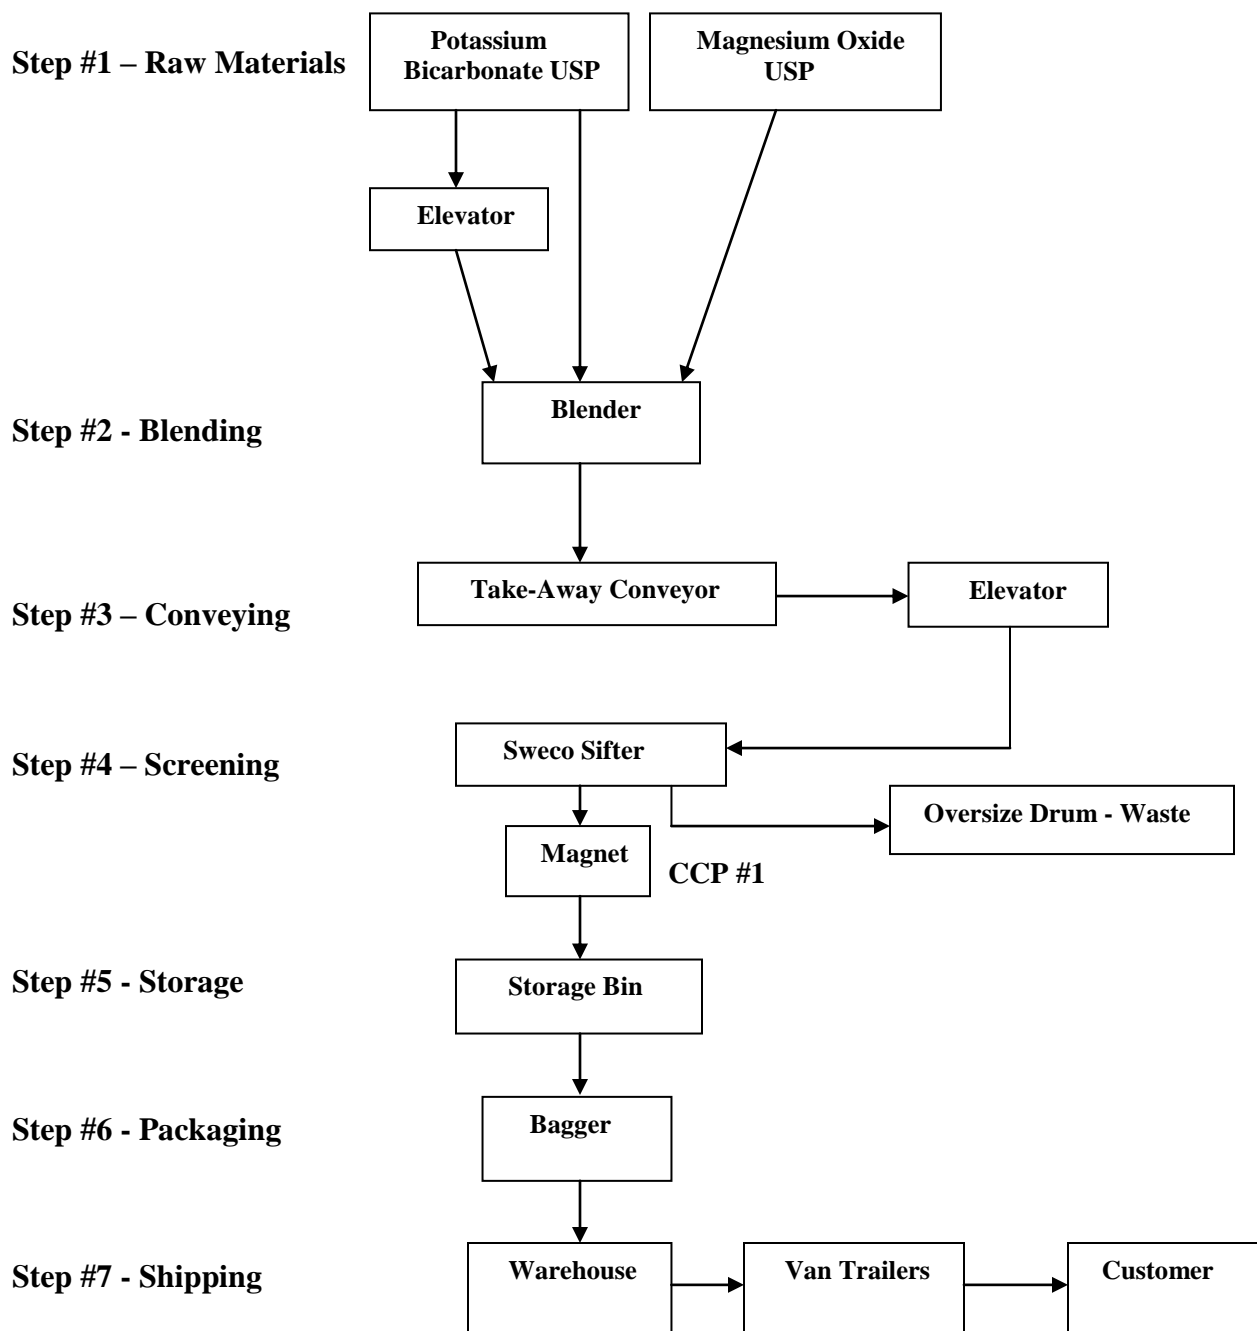 Step #1 – Raw Materials
Potassium
Bicarbonate USP
Magnesium Oxide
USP
Elevator
Step #2 - Blending
Blender
Step #3 – Conveying
Take-Away Conveyor
Elevator
Step #4 – Screening
Sweco Sifter
Oversize Drum - Waste
Magnet
CCP #1
Step #5 - Storage
Storage Bin
Step #6 - Packaging
Bagger
Step #7 - Shipping
Warehouse
Van Trailers
Customer